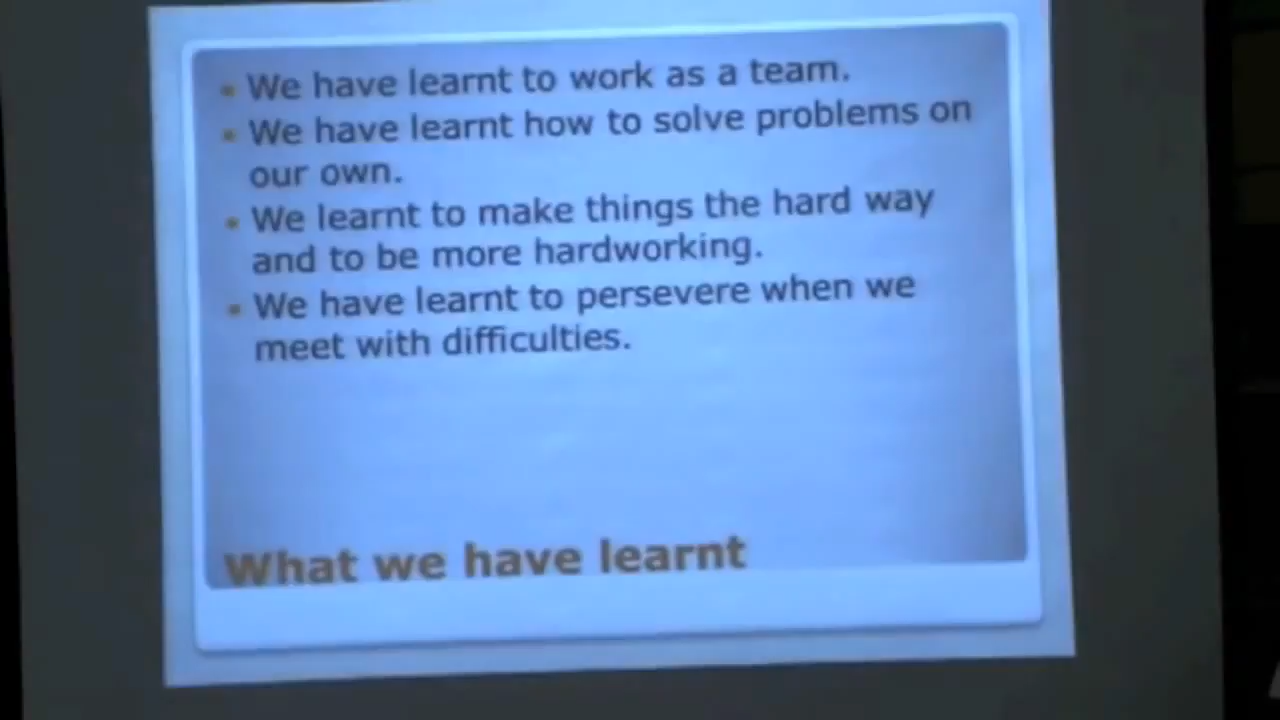 We have learnt to work as a team.
We have learnt how to solve problems on
our own.
We learnt to make things the hard way
and to be more hardworking.
We have learnt to persevere when we
meet with difficulties.
What we have learnt